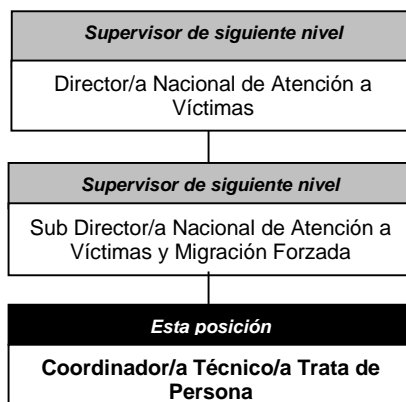 Supervisor de siguiente nivel
Director/a Nacional de Atención a
Víctimas
Supervisor de siguiente nivel
Sub Director/a Nacional de Atención a
Víctimas y Migración Forzada
Esta posición
Coordinador/a Técnico/a Trata de
Persona